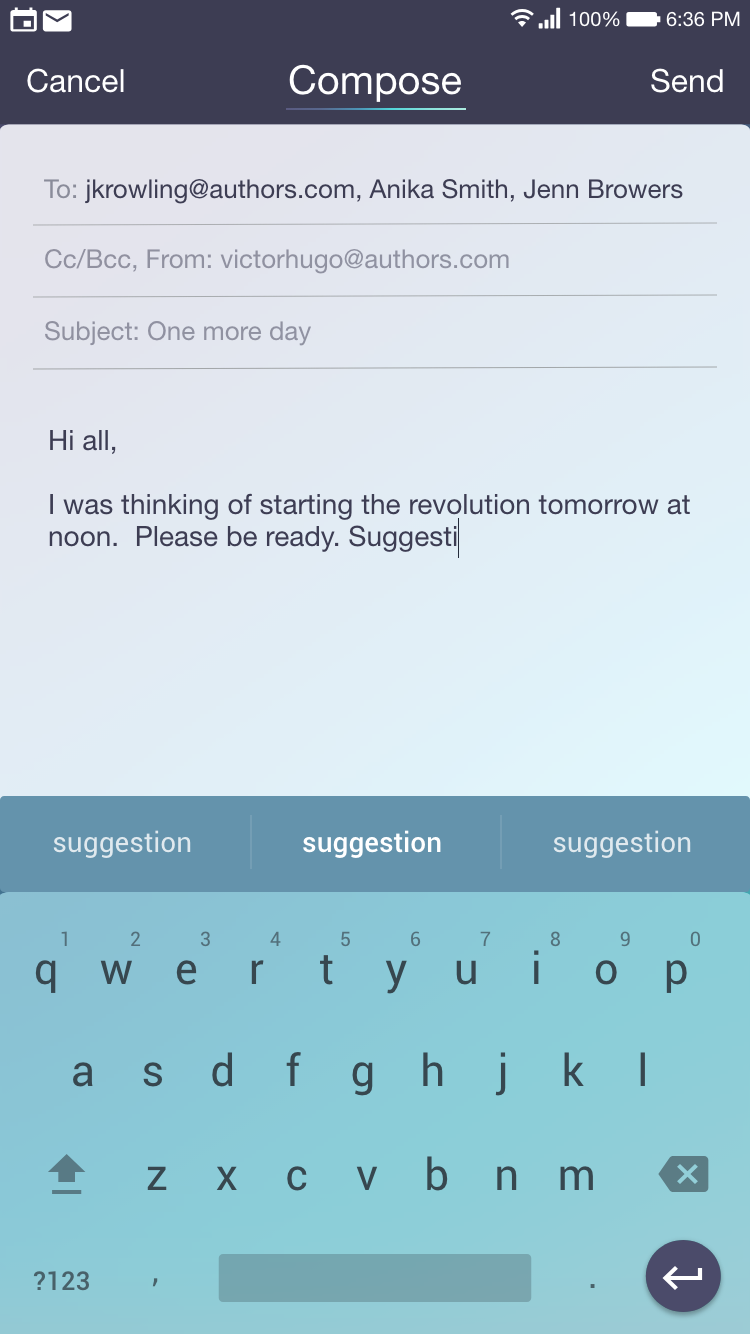 100% 6:36 PM
Cancel Compose Send
To: jkrowling@authors.com, Anika Smith, Jenn Browers
Cc/Bcc, From: victorhugo@authors.com
Subject: One more day
Hi all,
I was thinking of starting the revolution tomorrow at
noon.  Please be ready. Suggesti
suggestion suggestion suggestion
1 2 3 4 5 6 7 8 9 0
q w e r t y u i o p
a s d f g h j k l
z x c v b n m
?123 , .